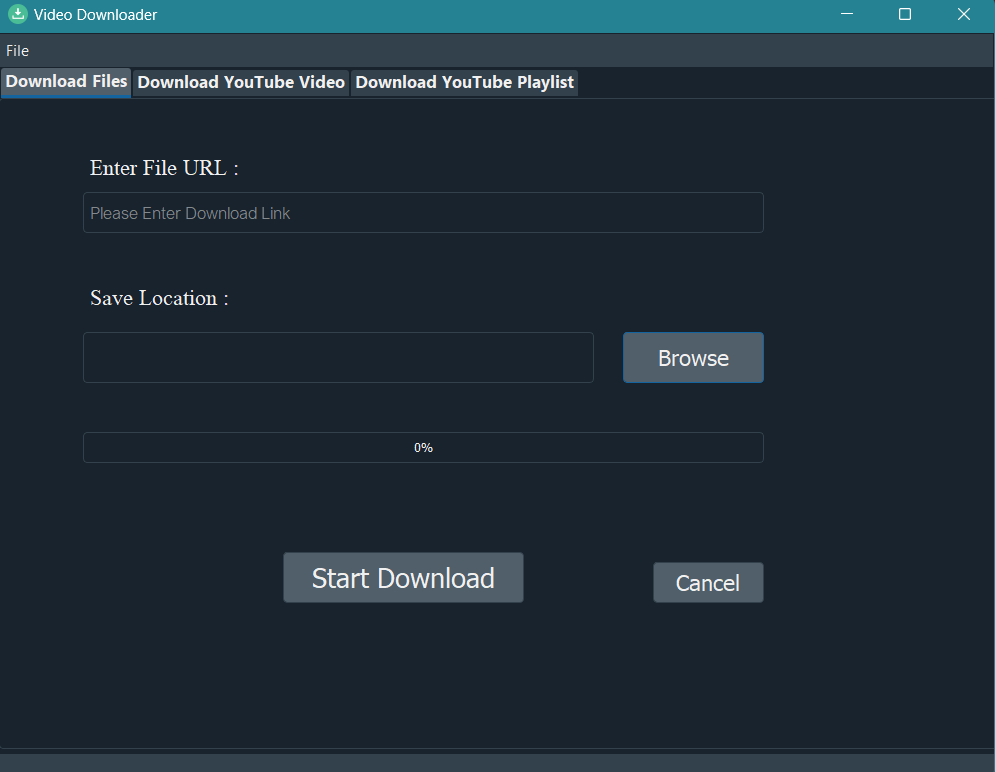 Video Downloader
File
Download Files Download YouTube Video Download YouTube Playlist
Enter File URL :
Please Enter Download Link
Save Location :
Browse
0%
Start Download
Cancel